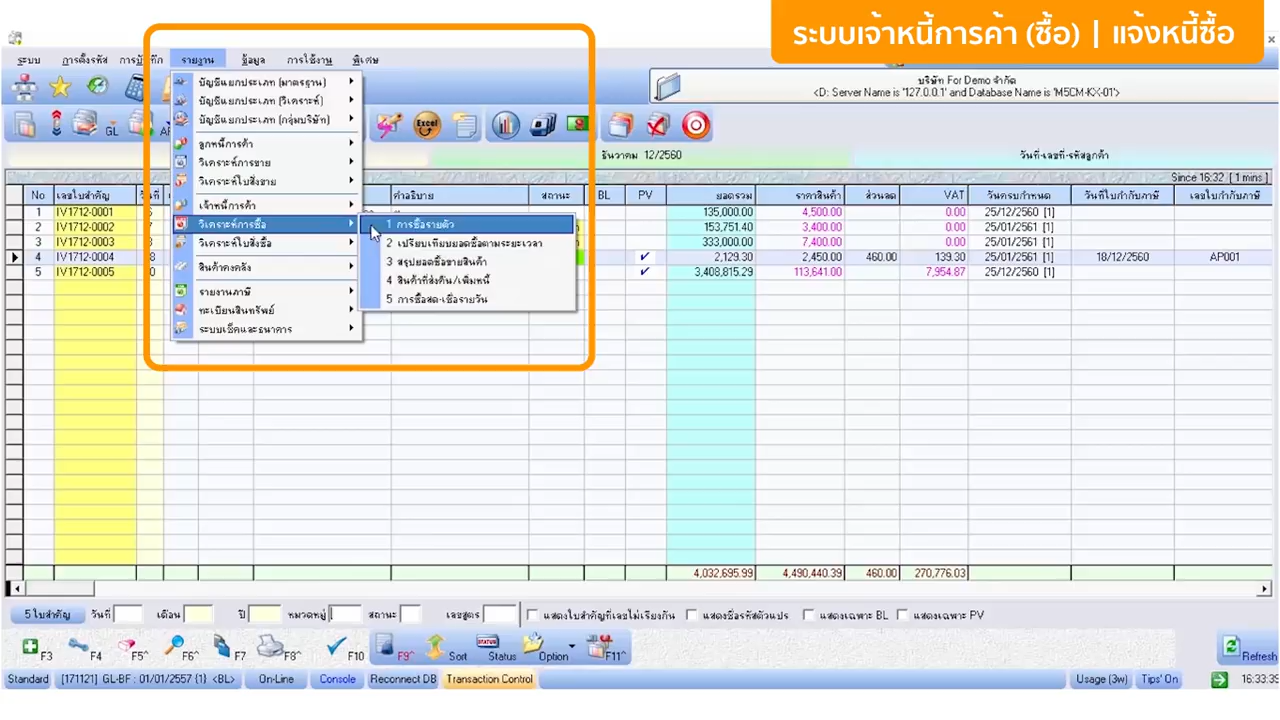 ระบบเจ้าหนี้การค้า (ซื้อ) | แจ้งหนี้ซื้อ
ระบบ การตั้งรหัส การบันทึก รายงาน ข้อมูล การใช้งาน พิเศษ
บริษัท For Demo จำกัด
<D: Server Name is '127.0.0.1' and Database Name is 'M5CM-KX-01'>
GL
Excel
ธันวาคม 12/2560
วันที่-เลขที่-รหัสลูกค้า
Since 16:32 [ 1 mins ]
บัญชีแยกประเภท (มาตรฐาน)
บัญชีแยกประเภท (วิเคราะห์)
บัญชีแยกประเภท (กลุ่มบริษัท)
ลูกหนี้การค้า
วิเคราะห์การขาย
วิเคราะห์ใบสั่งขาย
เจ้าหนี้การค้า
วิเคราะห์การซื้อ
วิเคราะห์ใบสั่งซื้อ
สินค้าคงคลัง
รายงานภาษี
ทะเบียนสินทรัพย์
ระบบเช็คและธนาคาร
1 การซื้อรายตัว
2 เปรียบเทียบยอดซื้อตามระยะเวลา
3 สรุปยอดซื้อขายสินค้า
4 สินค้าที่ส่งคืน/เพิ่มหนี้
5 การซื้อสด-เชื่อรายวัน
No เลขใบสำคัญ วันที่ คำอธิบาย สถานะ BL PV ยอดรวม ราคาสินค้า ส่วนลด VAT วันครบกำหนด วันที่ใบกำกับภาษี เลขใบกำกับภาษี
1 IV1712-0001 135,000.00 4,500.00 0.00 25/12/2560 [1]
2 IV1712-0002 153,751.40 3,400.00 0.00 25/01/2561 [1]
3 IV1712-0003 333,000.00 7,400.00 0.00 25/01/2561 [1]
4 IV1712-0004 2,129.30 2,450.00 460.00 139.30 25/01/2561 [1] 18/12/2560 AP001
5 IV1712-0005 3,408,815.29 113,641.00 7,954.87 25/12/2560 [1]
4,032,695.99 4,490,440.39 460.00 270,776.03
5 ใบสำคัญ วันที่ เดือน ปี หมวดหมู่ สถานะ เลขสูตร แสดงใบสำคัญที่เลขไม่เรียงกัน แสดงชื่อรหัสตัวแปร แสดงเฉพาะ BL แสดงเฉพาะ PV
F3 F4 F5^ F6^ F7 F8^ F10 F9^ Sort Status Option F11^ Refresh
Standard [171121] GL-BF : 01/01/2557 {1} <BL> On-Line Console Reconnect DB Transaction Control Usage (3w) Tips' On 16:33:39